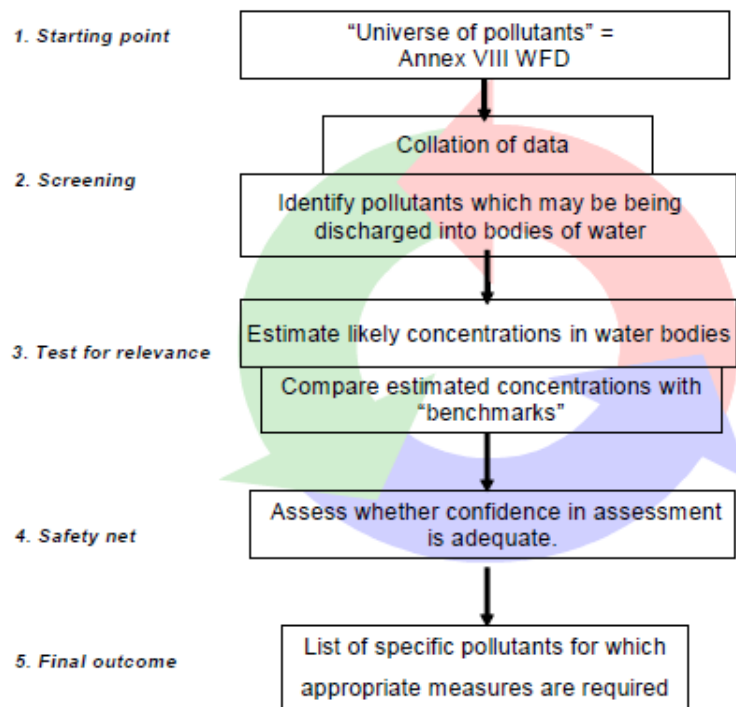 1. Starting point
“Universe of pollutants” =
Annex VIII WFD
Collation of data
2. Screening
Identify pollutants which may be being
discharged into bodies of water
Estimate likely concentrations in water bodies
3. Test for relevance
Compare estimated concentrations with
“benchmarks”
Assess whether confidence in assessment
is adequate.
4. Safety net
List of specific pollutants for which
5. Final outcome
appropriate measures are required